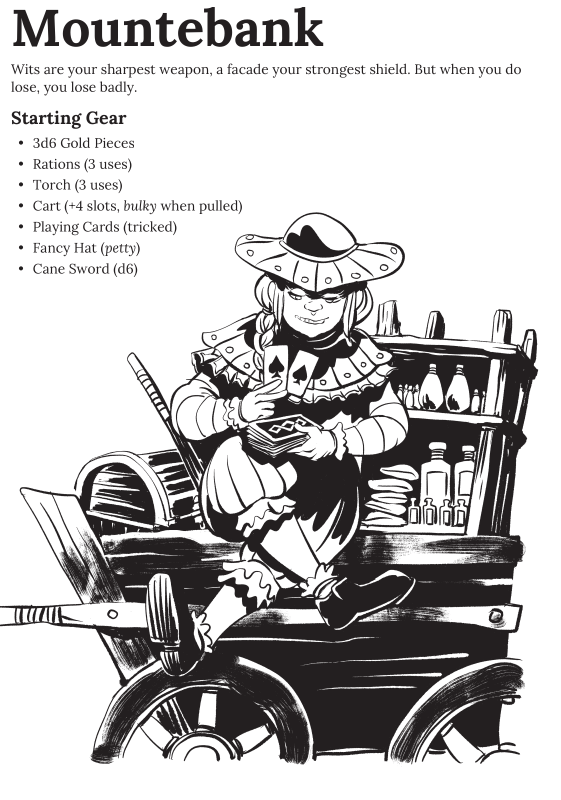 Mountebank
Wits are your sharpest weapon, a facade your strongest shield. But when you do
lose, you lose badly.
Starting Gear
• 3d6 Gold Pieces
• Rations (3 uses)
• Torch (3 uses)
• Cart (+4 slots, bulky when pulled)
• Playing Cards (tricked)
• Fancy Hat (petty)
• Cane Sword (d6)